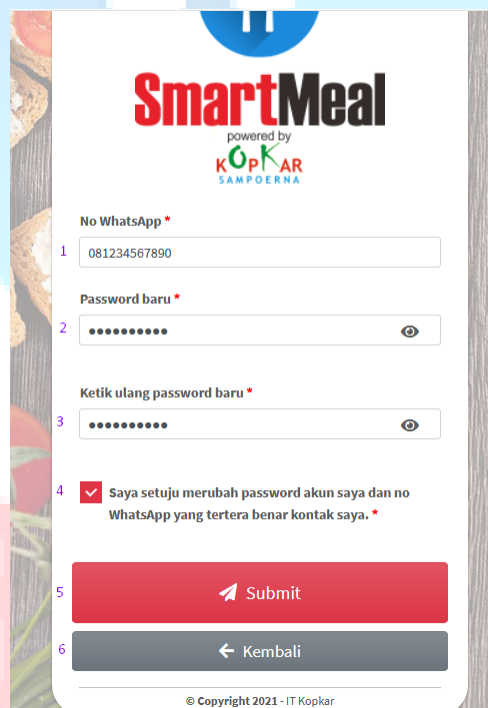 SmartMeal
powered by
KOPKAR
SAMPOERNA
No WhatsApp *
1 081234567890
Password baru *
2 ••••••••••
Ketik ulang password baru *
3 ••••••••••
4 Saya setuju merubah password akun saya dan no
WhatsApp yang tertera benar kontak saya. *
5 Submit
6 Kembali
© Copyright 2021 - IT Kopkar